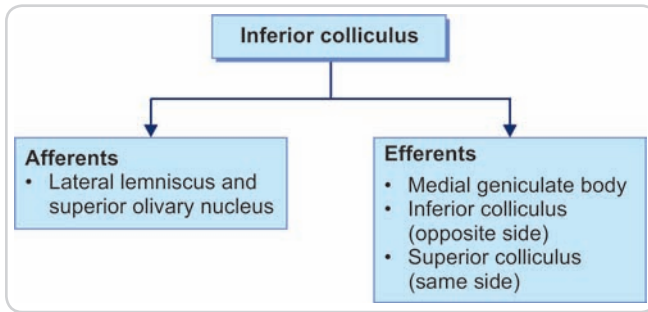 Inferior colliculus
Afferents
• Lateral lemniscus and
superior olivary nucleus
Efferents
• Medial geniculate body
• Inferior colliculus
(opposite side)
• Superior colliculus
(same side)